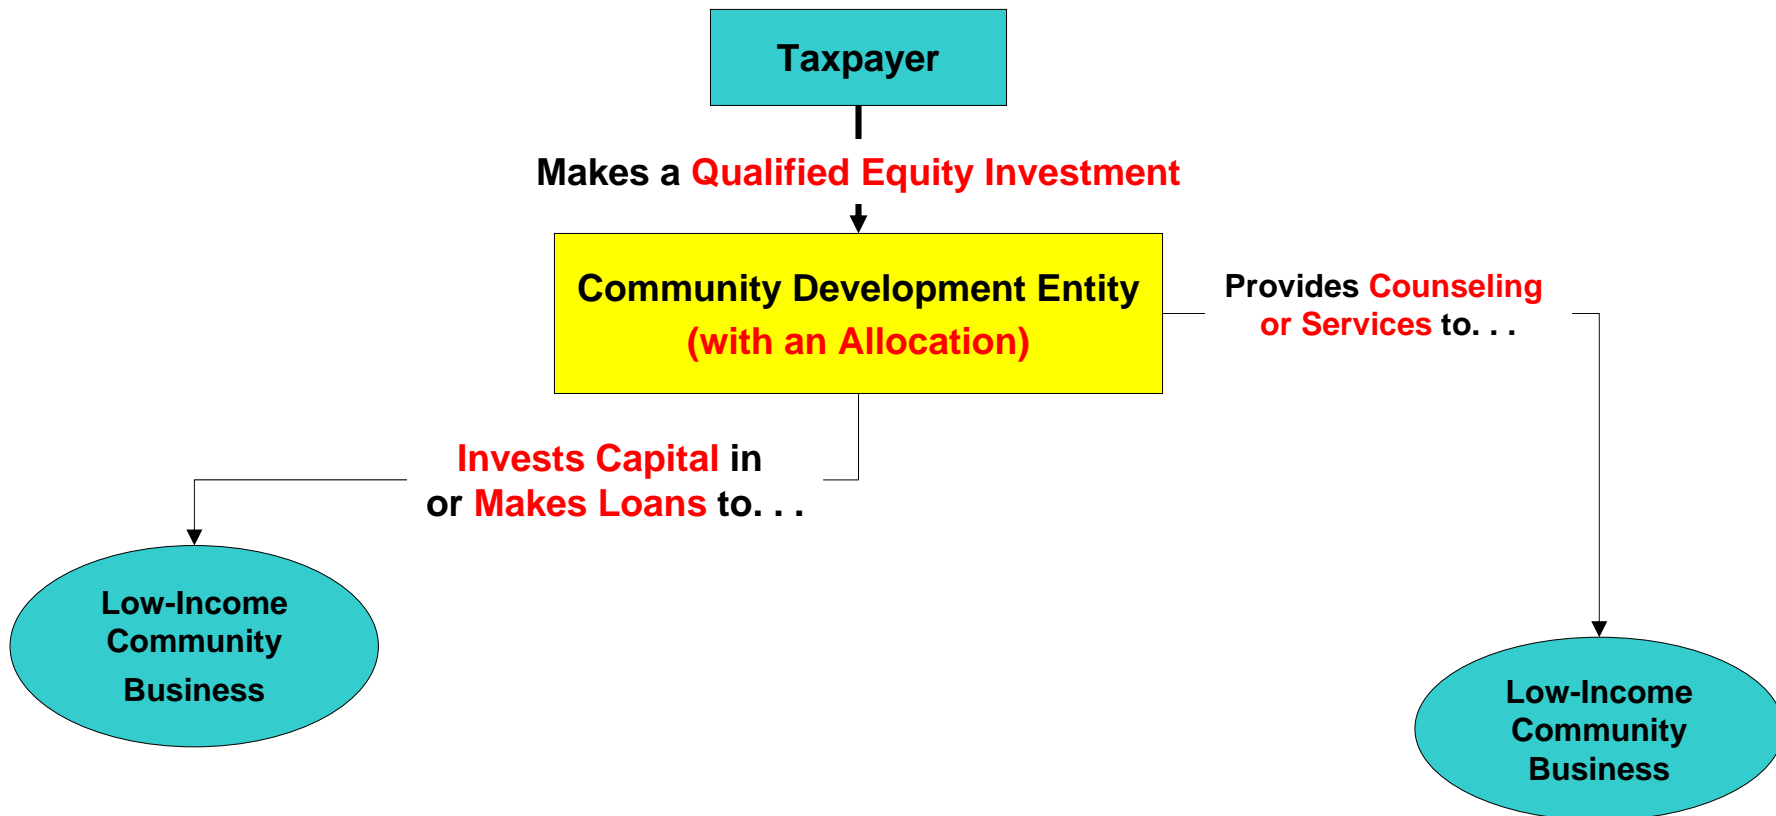 Taxpayer
Makes a Qualified Equity Investment
Community Development Entity
(with an Allocation)
Provides Counseling
or Services to. . .
Invests Capital in
or Makes Loans to. . .
Low-Income
Community
Business
Low-Income
Community
Business